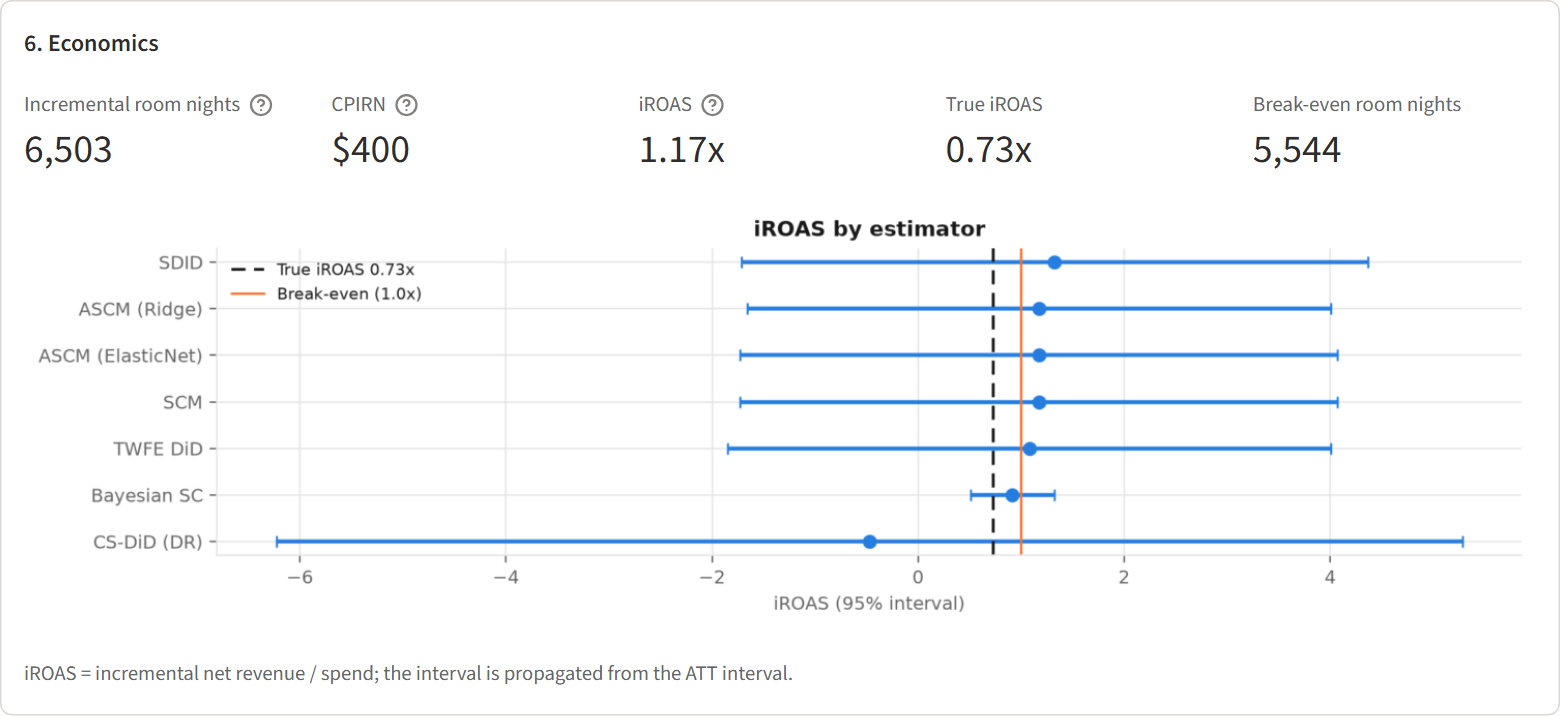 6. Economics
Incremental room nights ?
CPIRN ?
iROAS ?
True iROAS
Break-even room nights
6,503
$400
1.17x
0.73x
5,544
iROAS by estimator
True iROAS 0.73x
Break-even (1.0x)
SDID
ASCM (Ridge)
ASCM (ElasticNet)
SCM
TWFE DiD
Bayesian SC
CS-DiD (DR)
−6
−4
−2
0
2
4
iROAS (95% interval)
iROAS = incremental net revenue / spend; the interval is propagated from the ATT interval.